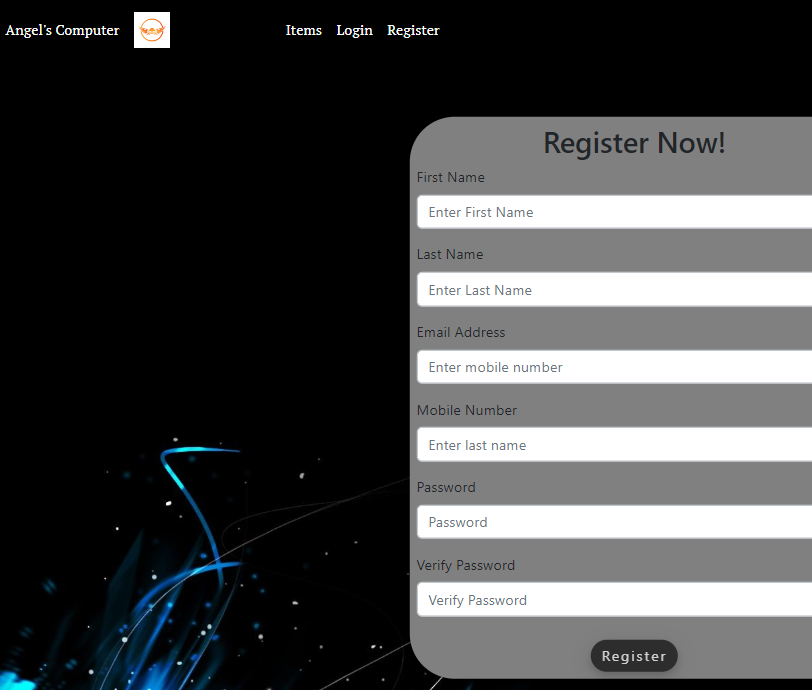 Angel's Computer Items Login Register
Register Now!
First Name
Enter First Name
Last Name
Enter Last Name
Email Address
Enter mobile number
Mobile Number
Enter last name
Password
Password
Verify Password
Verify Password
Register